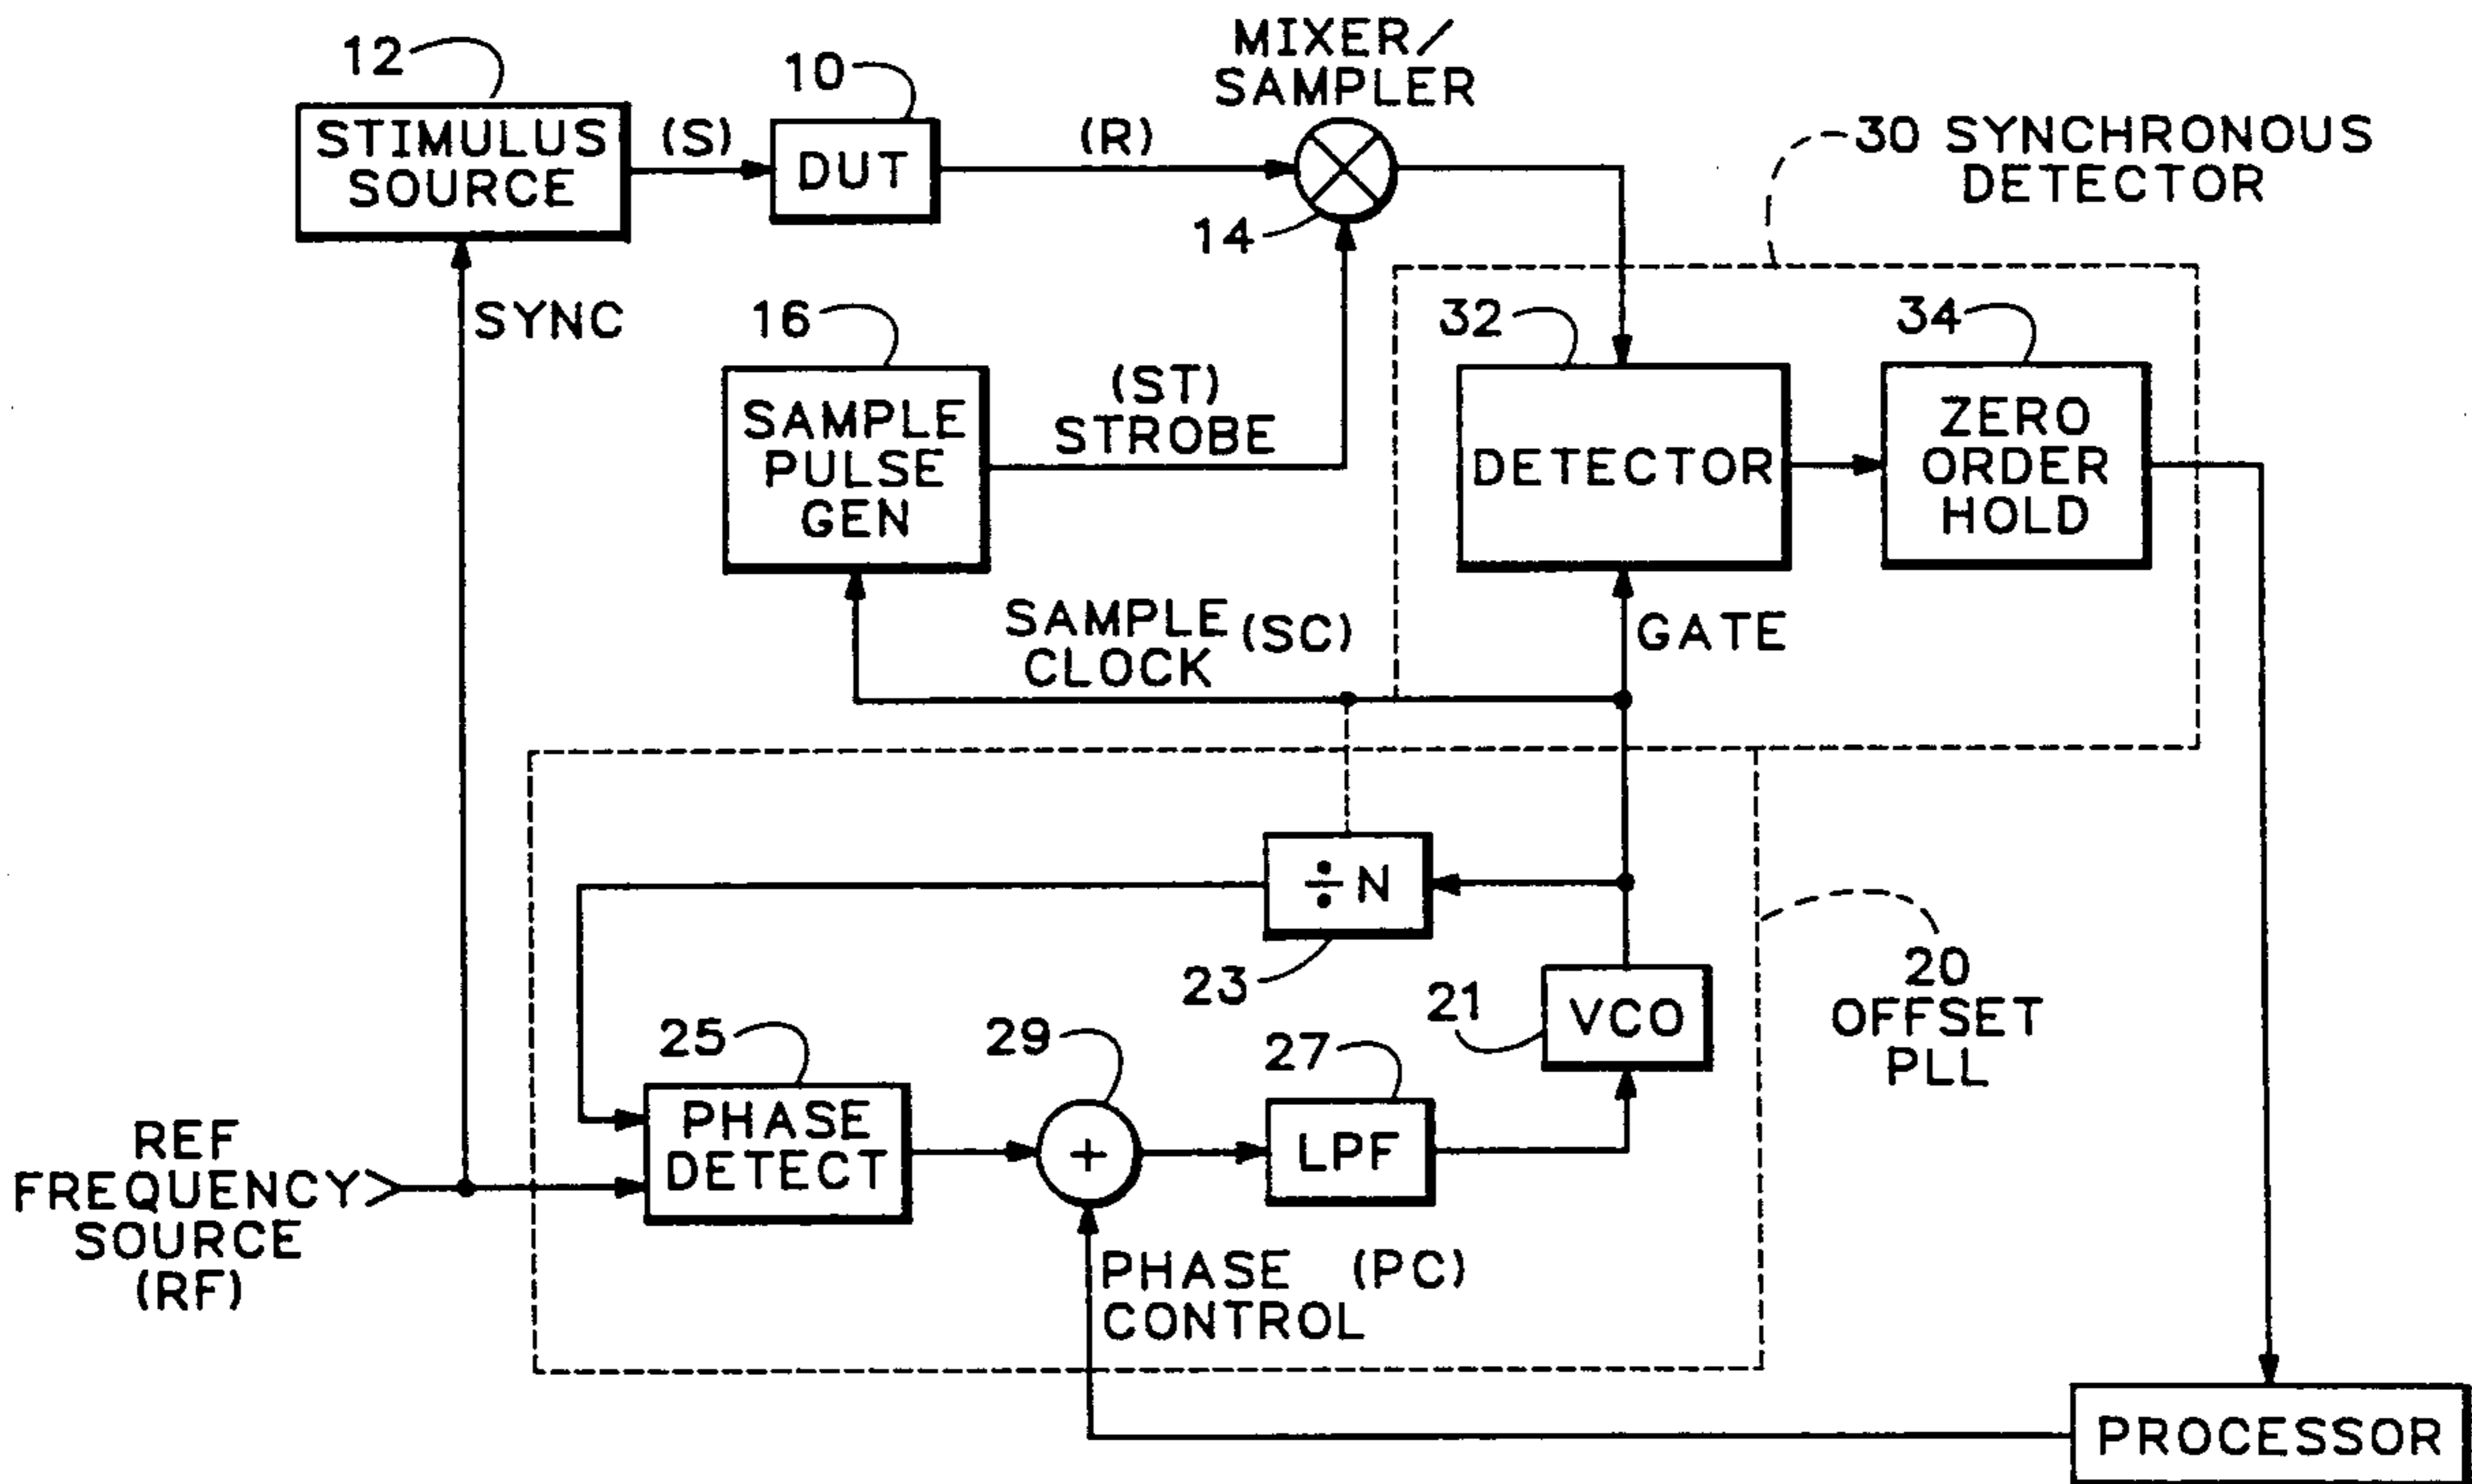 12
STIMULUS
SOURCE
(S)
10
DUT
(R)
MIXER/
SAMPLER
14
30 SYNCHRONOUS
DETECTOR
SYNC
16
SAMPLE
PULSE
GEN
(ST)
STROBE
32
DETECTOR
34
ZERO
ORDER
HOLD
SAMPLE (SC)
CLOCK
GATE
÷ N
23
21
VCO
20
OFFSET
PLL
25
PHASE
DETECT
29
+
27
LPF
REF
FREQUENCY
SOURCE
(RF)
PHASE (PC)
CONTROL
PROCESSOR